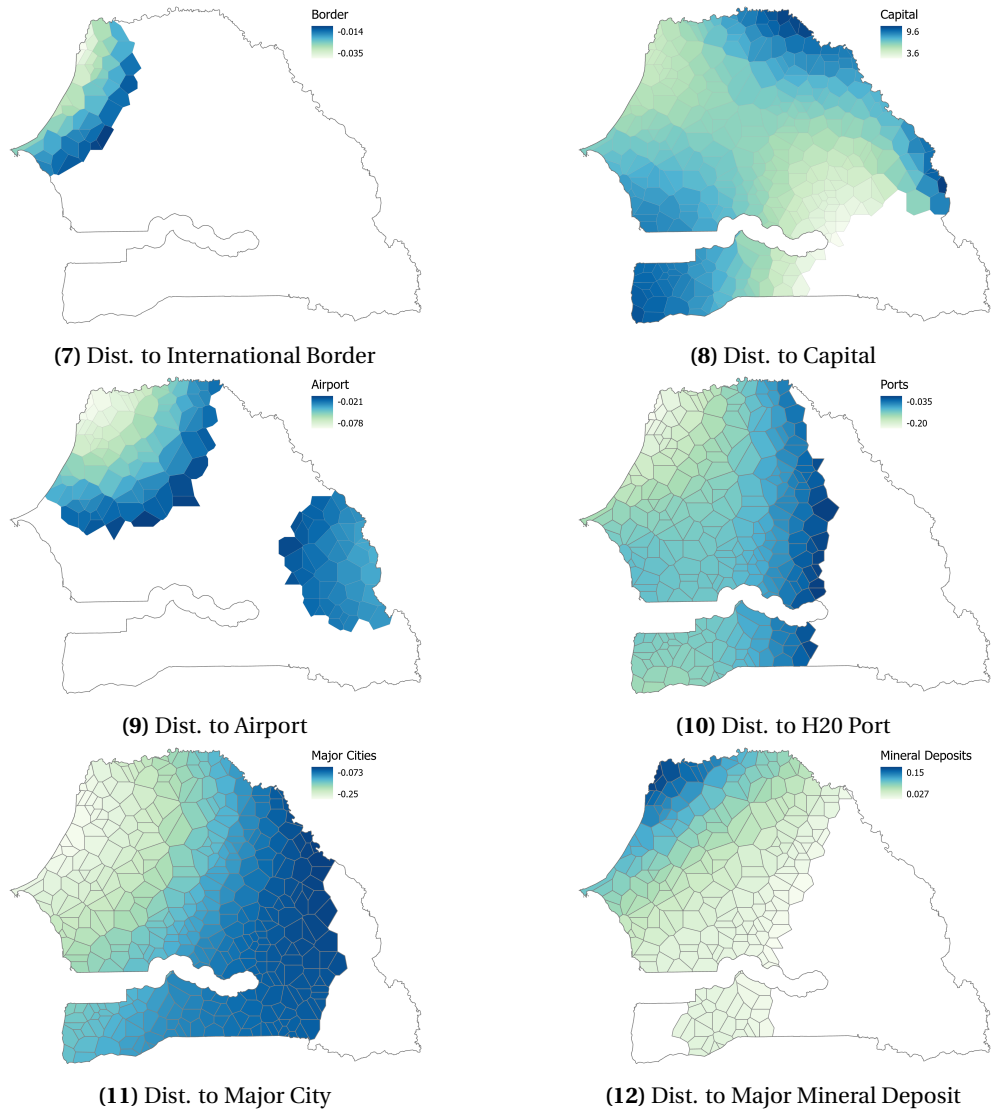 Border
-0.014
-0.035
Capital
9.6
3.6
(7) Dist. to International Border
(8) Dist. to Capital
Airport
-0.021
-0.078
Ports
-0.035
-0.20
(9) Dist. to Airport
(10) Dist. to H20 Port
Major Cities
-0.073
-0.25
Mineral Deposits
0.15
0.027
(11) Dist. to Major City
(12) Dist. to Major Mineral Deposit